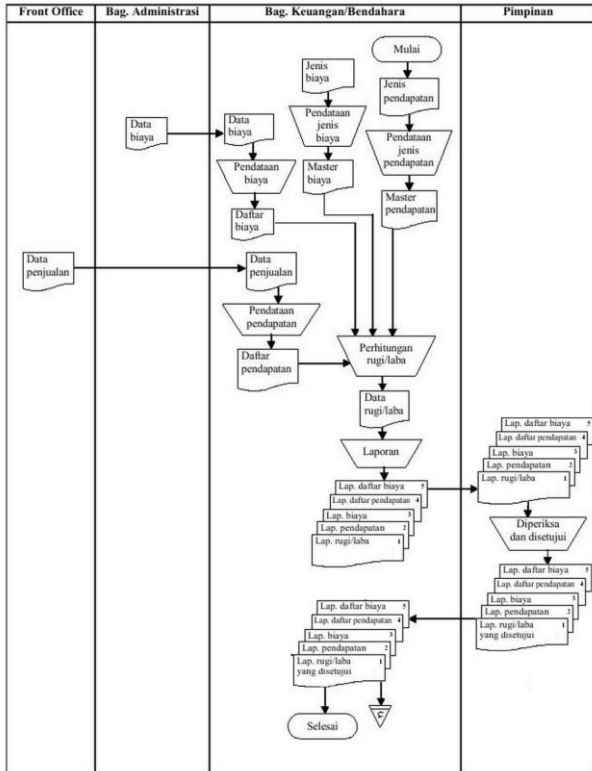 Front Office
Bag. Administrasi
Bag. Keuangan/Bendahara
Pimpinan
Mulai
Jenis
biaya
Jenis
pendapatan
Data
biaya
Data
biaya
Pendataan
jenis
biaya
Pendataan
jenis
pendapatan
Pendataan
biaya
Master
biaya
Master
pendapatan
Daftar
biaya
Data
penjualan
Data
penjualan
Pendataan
pendapatan
Perhitungan
rugi/laba
Daftar
pendapatan
Data
rugi/laba
Laporan
Lap. daftar biaya 5
Lap. daftar pendapatan 4
Lap. biaya 3
Lap. pendapatan 2
Lap. rugi/laba 1
Lap. daftar biaya 5
Lap. daftar pendapatan 4
Lap. biaya 3
Lap. pendapatan 2
Lap. rugi/laba 1
Diperiksa
dan disetujui
Lap. daftar biaya 5
Lap. daftar pendapatan 4
Lap. biaya 3
Lap. pendapatan 2
Lap. rugi/laba 1
yang disetujui
Lap. daftar biaya 5
Lap. daftar pendapatan 4
Lap. biaya 3
Lap. pendapatan 2
Lap. rugi/laba 1
yang disetujui
Selesai
c